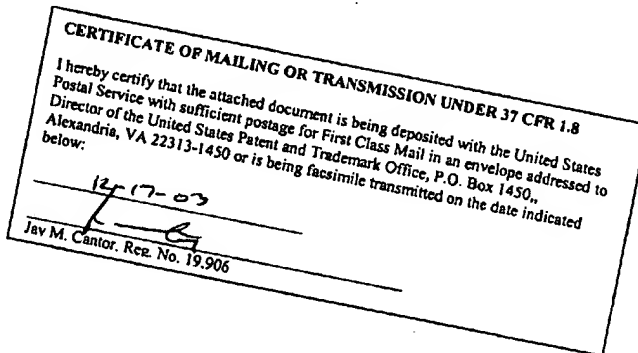 CERTIFICATE OF MAILING OR TRANSMISSION UNDER 37 CFR 1.8
I hereby certify that the attached document is being deposited with the United States
Postal Service with sufficient postage for First Class Mail in an envelope addressed to
Director of the United States Patent and Trademark Office, P.O. Box 1450,,
Alexandria, VA 22313-1450 or is being facsimile transmitted on the date indicated
below:
12-17-03
Jay M. Cantor, Reg. No. 19,906